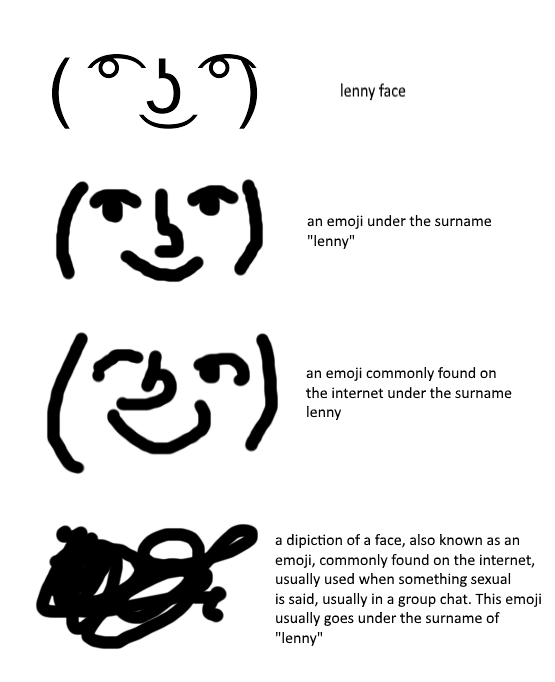 ( ͡° ͜ʖ ͡°)
lenny face
an emoji under the surname
"lenny"
an emoji commonly found on
the internet under the surname
lenny
a dipiction of a face, also known as an
emoji, commonly found on the internet,
usually used when something sexual
is said, usually in a group chat. This emoji
usually goes under the surname of
"lenny"